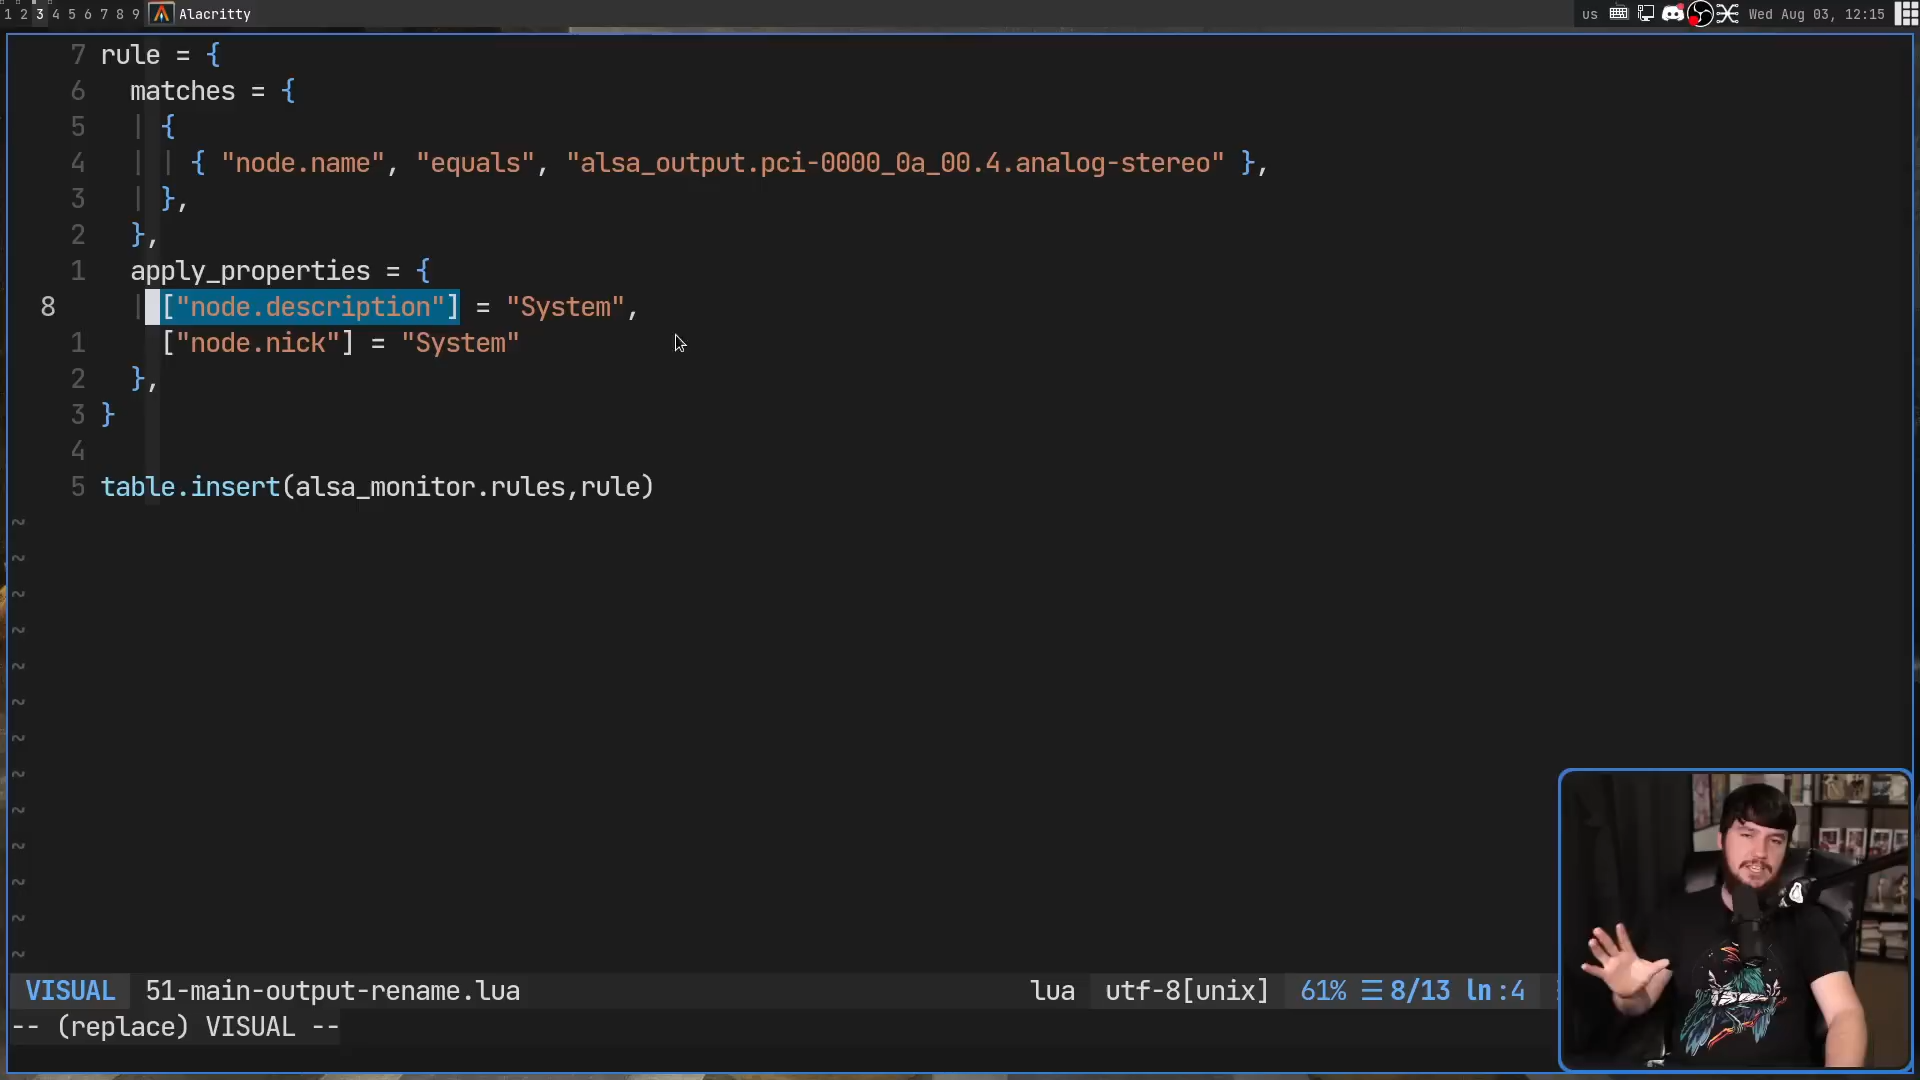 1 2 3 4 5 6 7 8 9 Alacritty us Wed Aug 03, 12:15
7 rule = {
6 matches = {
5 {
4 { "node.name", "equals", "alsa_output.pci-0000_0a_00.4.analog-stereo" },
3 },
2 },
1 apply_properties = {
8 ["node.description"] = "System",
1 ["node.nick"] = "System"
2 },
3 }
4
5 table.insert(alsa_monitor.rules,rule)
~
~
~
~
~
~
~
~
~
~
~
~
~
VISUAL 51-main-output-rename.lua lua utf-8[unix] 61% ☰ 8/13 ln:4
-- (replace) VISUAL --